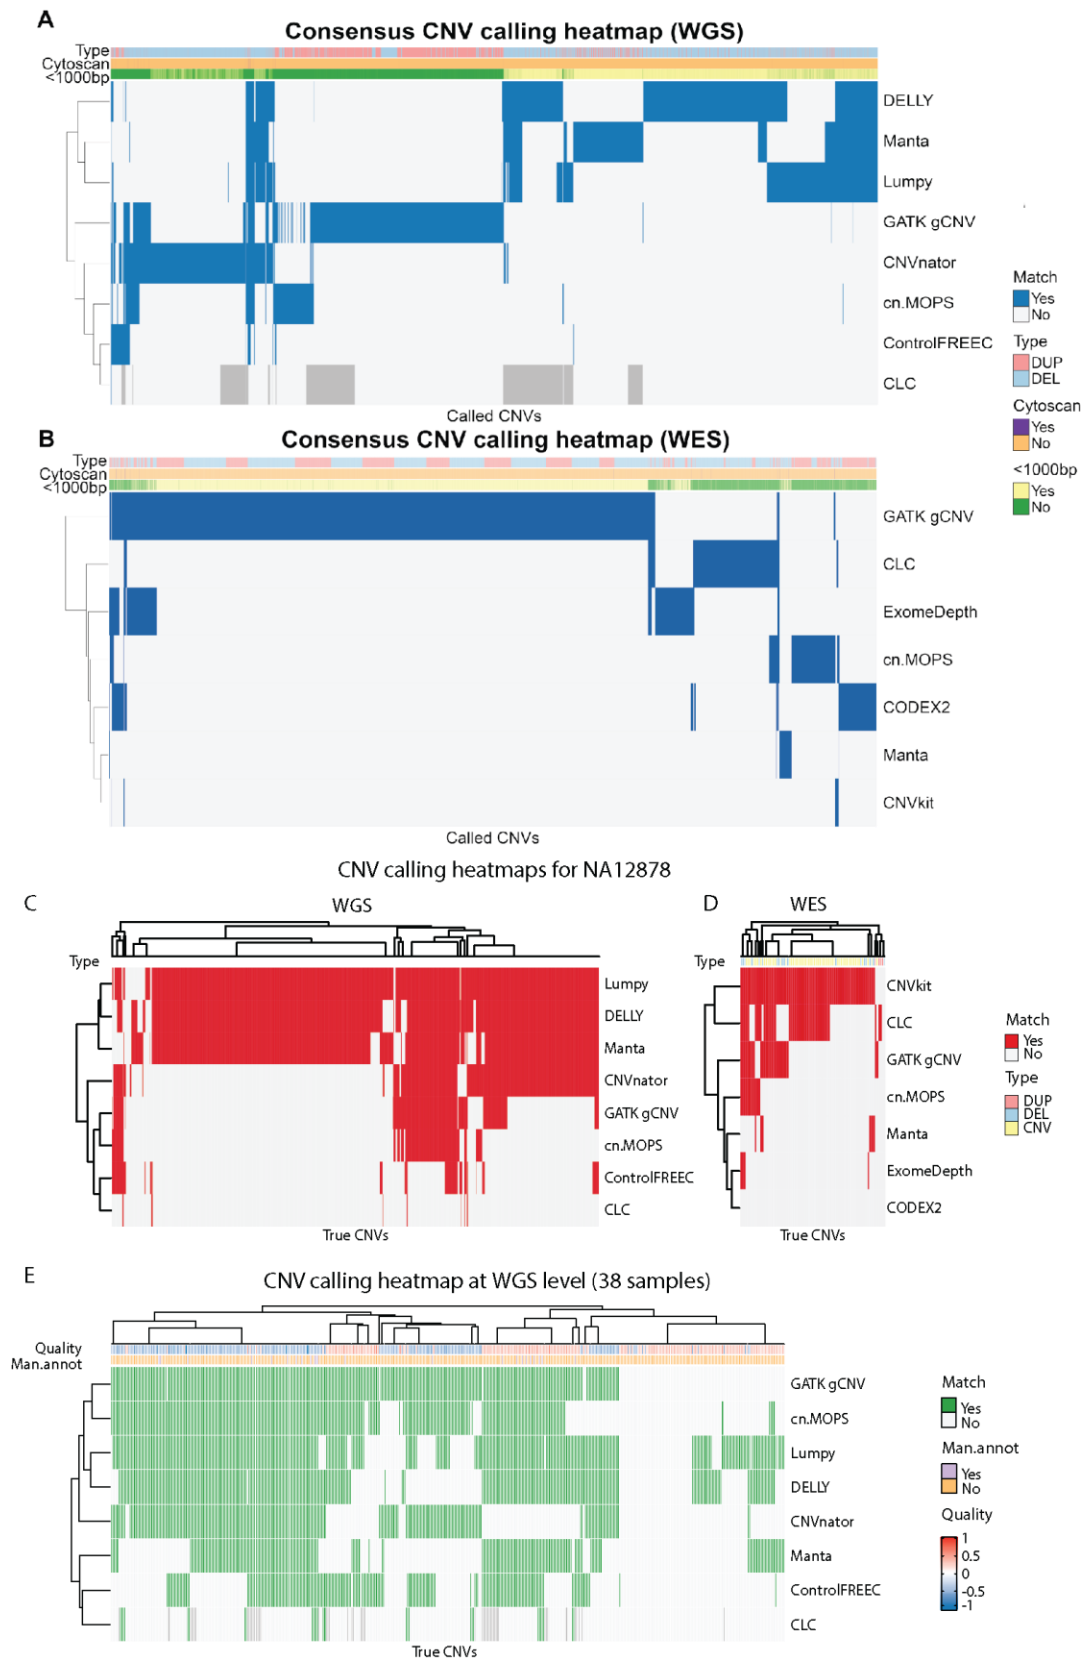 A
Consensus CNV calling heatmap (WGS)
Type
Cytoscan
<1000bp
DELLY
Manta
Lumpy
GATK gCNV
CNVnator
cn.MOPS
ControlFREEC
CLC
Called CNVs
Match
Yes
No
Type
DUP
DEL
Cytoscan
Yes
No
<1000bp
Yes
No
B
Consensus CNV calling heatmap (WES)
Type
Cytoscan
<1000bp
GATK gCNV
CLC
ExomeDepth
cn.MOPS
CODEX2
Manta
CNVkit
Called CNVs
CNV calling heatmaps for NA12878
C
WGS
Type
Lumpy
DELLY
Manta
CNVnator
GATK gCNV
cn.MOPS
ControlFREEC
CLC
True CNVs
D
WES
Type
CNVkit
CLC
GATK gCNV
cn.MOPS
Manta
ExomeDepth
CODEX2
True CNVs
Match
Yes
No
Type
DUP
DEL
CNV
E
CNV calling heatmap at WGS level (38 samples)
Quality
Man.annot
GATK gCNV
cn.MOPS
Lumpy
DELLY
CNVnator
Manta
ControlFREEC
CLC
True CNVs
Match
Yes
No
Man.annot
Yes
No
Quality
1
0.5
0
-0.5
-1